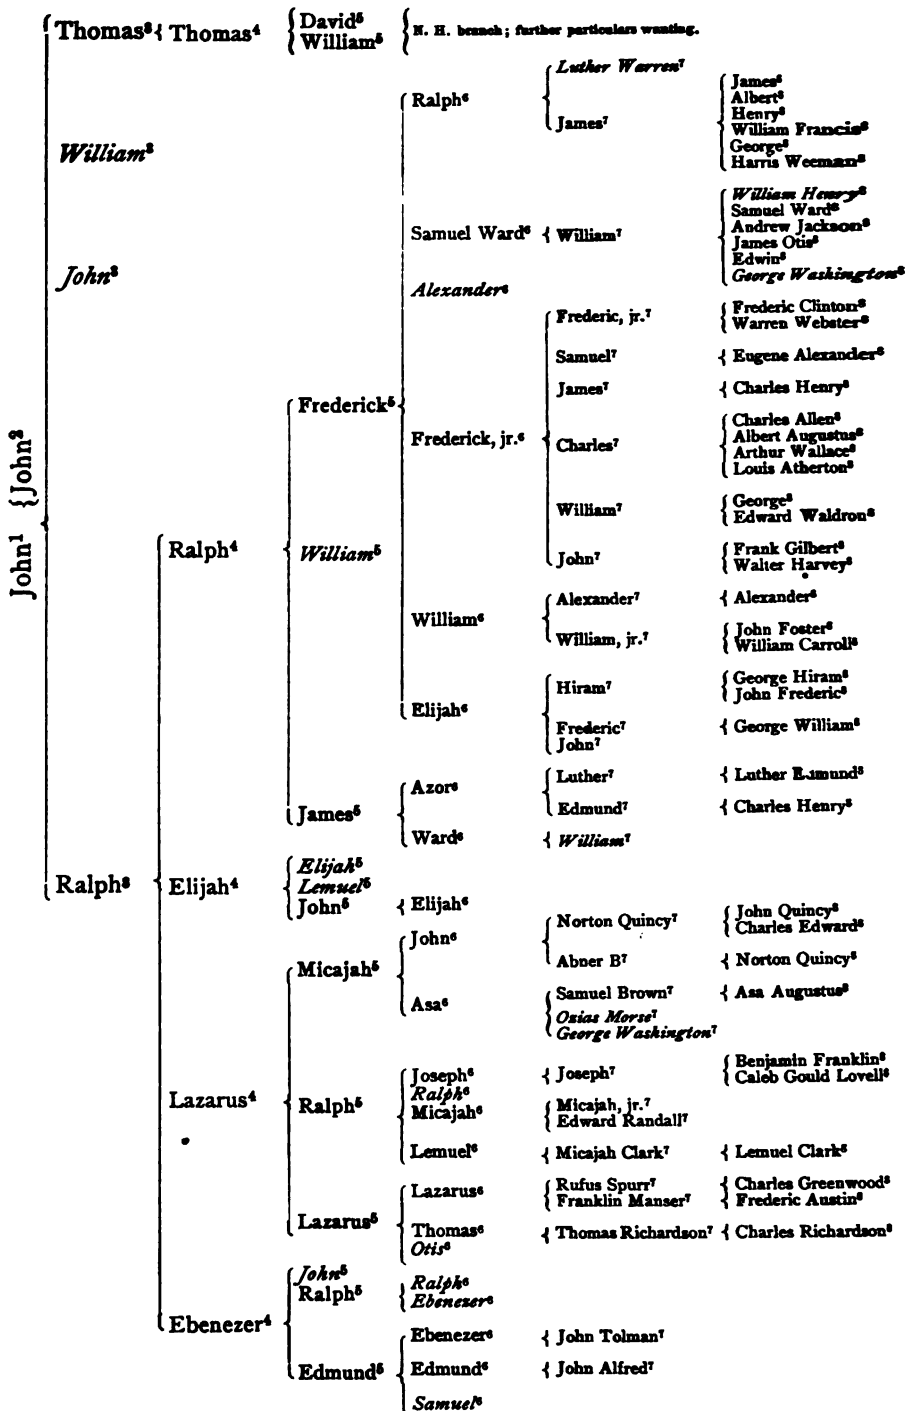 John¹ { John²
Thomas³ { Thomas⁴
David⁵
William⁵
N. H. branch; further particulars wanting.
William³
John³
Ralph³
Ralph⁴
Frederick⁵
Ralph⁶
Luther Warren⁷
James⁷
James⁸
Albert⁸
Henry⁸
William Francis⁸
George⁸
Harris Weeman⁸
Samuel Ward⁶ { William⁷
William Henry⁸
Samuel Ward⁸
Andrew Jackson⁸
James Otis⁸
Edwin⁸
George Washington⁸
Alexander⁶
Frederick, jr.⁶
Frederic, jr.⁷
Frederic Clinton⁸
Warren Webster⁸
Samuel⁷ { Eugene Alexander⁸
James⁷ { Charles Henry⁸
Charles⁷
Charles Allen⁸
Albert Augustus⁸
Arthur Wallace⁸
Louis Atherton⁸
William⁷
George⁸
Edward Waldron⁸
John⁷
Frank Gilbert⁸
Walter Harvey⁸
William⁶
Alexander⁷ { Alexander⁸
William, jr.⁷
John Foster⁸
William Carroll⁸
Elijah⁶
Hiram⁷
George Hiram⁸
John Frederic⁸
Frederic⁷ { George William⁸
John⁷
William⁵
James⁵
Azor⁶
Luther⁷ { Luther Edmund⁸
Edmund⁷ { Charles Henry⁸
Ward⁶ { William⁷
Elijah⁴
Elijah⁵
Lemuel⁵
John⁵ { Elijah⁶
Lazarus⁴
Micajah⁵
John⁶
Norton Quincy⁷
John Quincy⁸
Charles Edward⁸
Abner B⁷ { Norton Quincy⁸
Asa⁶
Samuel Brown⁷ { Asa Augustus⁸
Ozias Morse⁷
George Washington⁷
Ralph⁵
Joseph⁶ { Joseph⁷
Benjamin Franklin⁸
Caleb Gould Lovell⁸
Ralph⁶
Micajah⁶
Micajah, jr.⁷
Edward Randall⁷
Lemuel⁶ { Micajah Clark⁷ { Lemuel Clark⁸
Lazarus⁵
Lazarus⁶
Rufus Spurr⁷ { Charles Greenwood⁸
Franklin Manser⁷ { Frederic Austin⁸
Thomas⁶ { Thomas Richardson⁷ { Charles Richardson⁸
Otis⁶
Ebenezer⁴
John⁵
Ralph⁵
Ralph⁶
Ebenezer⁶
Edmund⁵
Ebenezer⁶ { John Tolman⁷
Edmund⁶ { John Alfred⁷
Samuel⁶